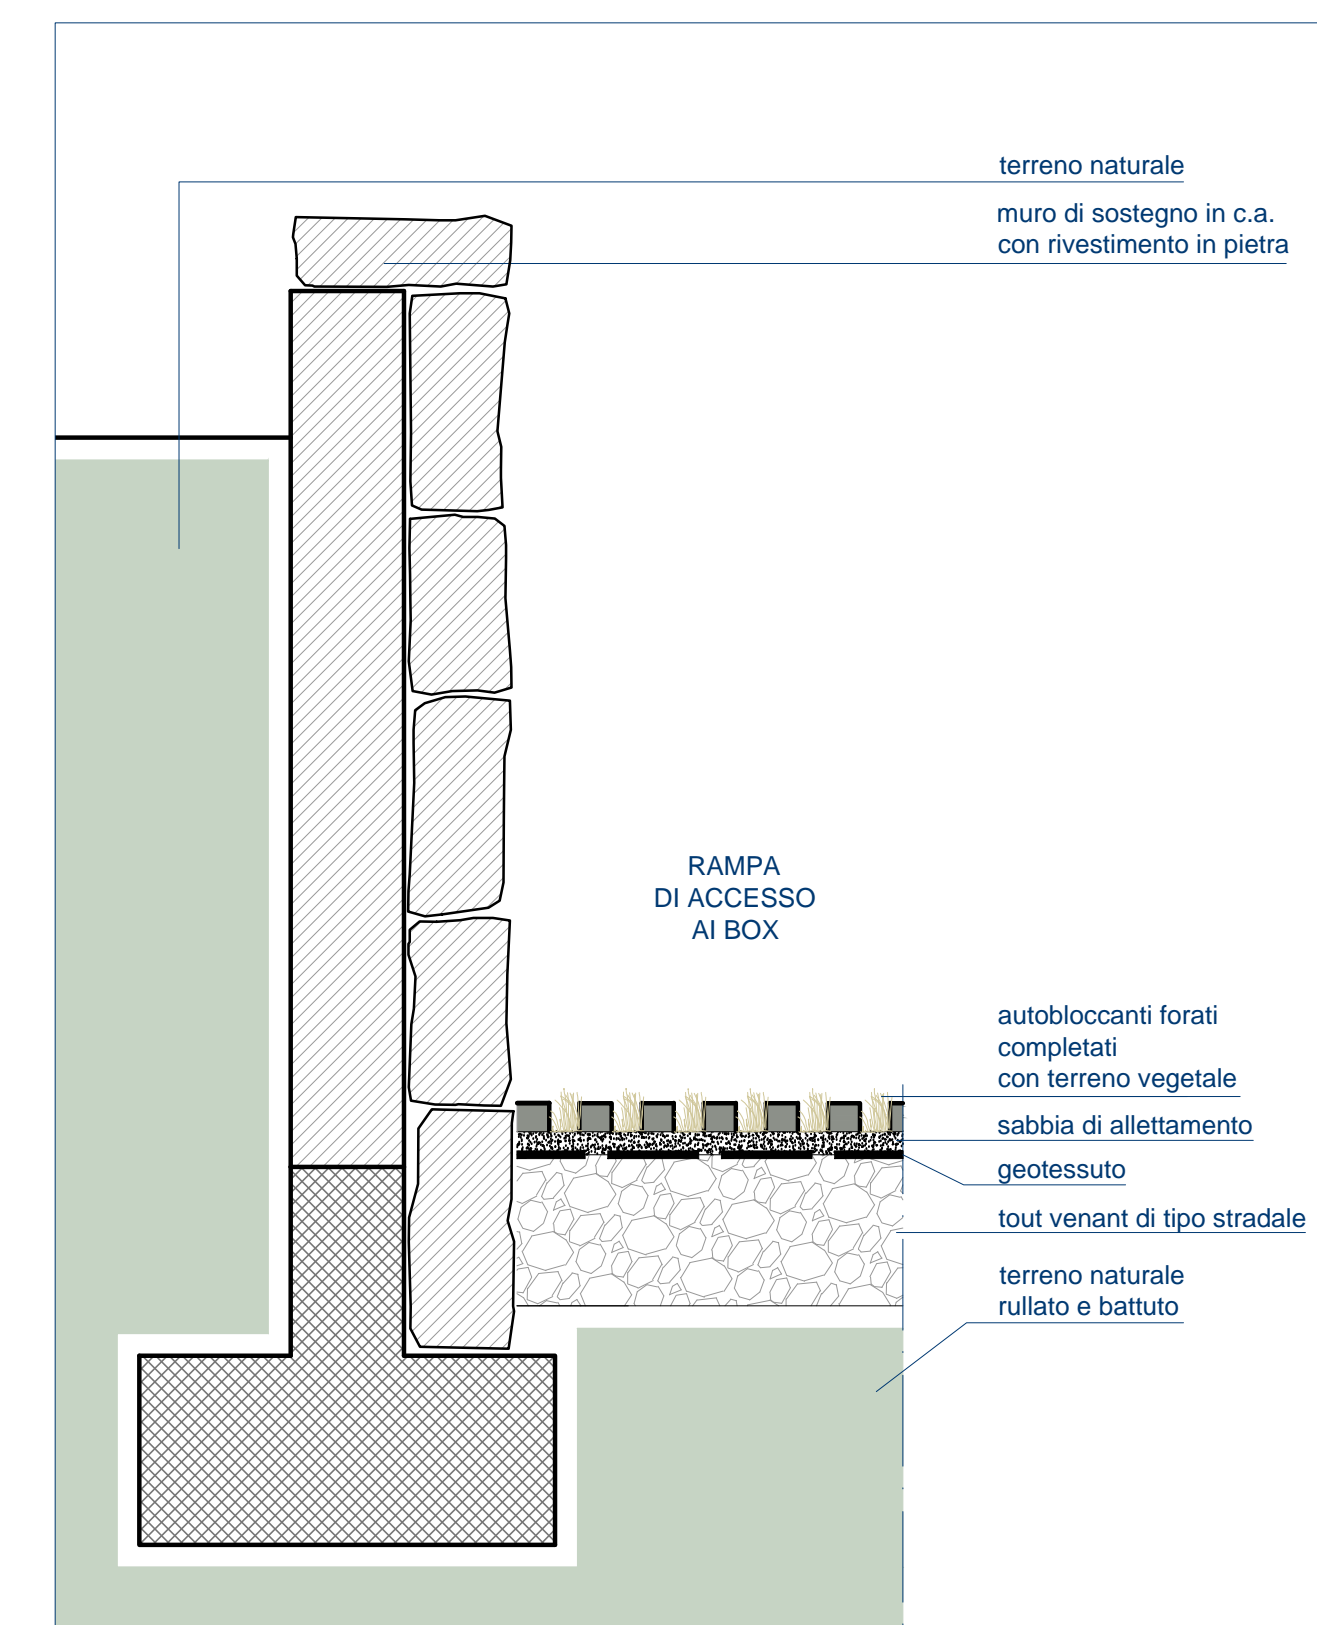 terreno naturale
muro di sostegno in c.a.
con rivestimento in pietra
RAMPA
DI ACCESSO
AI BOX
autobloccanti forati
completati
con terreno vegetale
sabbia di allettamento
geotessuto
tout venant di tipo stradale
terreno naturale
rullato e battuto